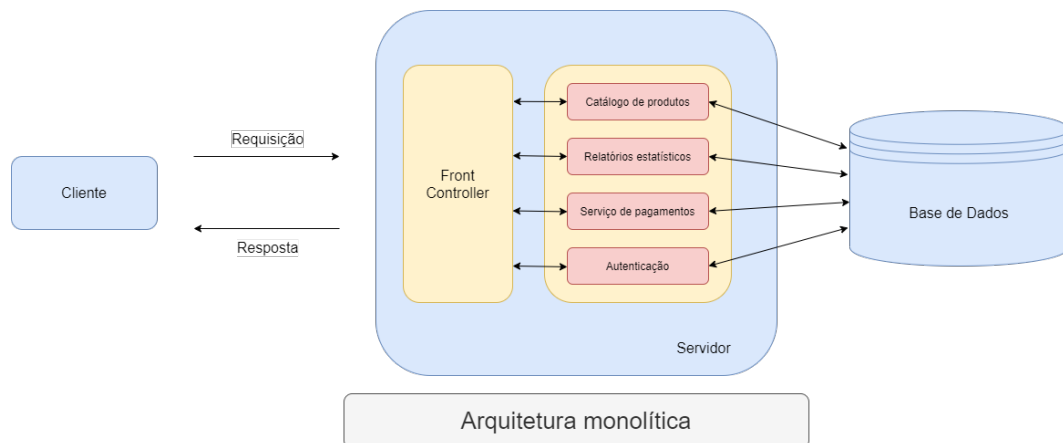 Cliente
Requisição
Resposta
Front
Controller
Catálogo de produtos
Relatórios estatísticos
Serviço de pagamentos
Autenticação
Servidor
Base de Dados
Arquitetura monolítica